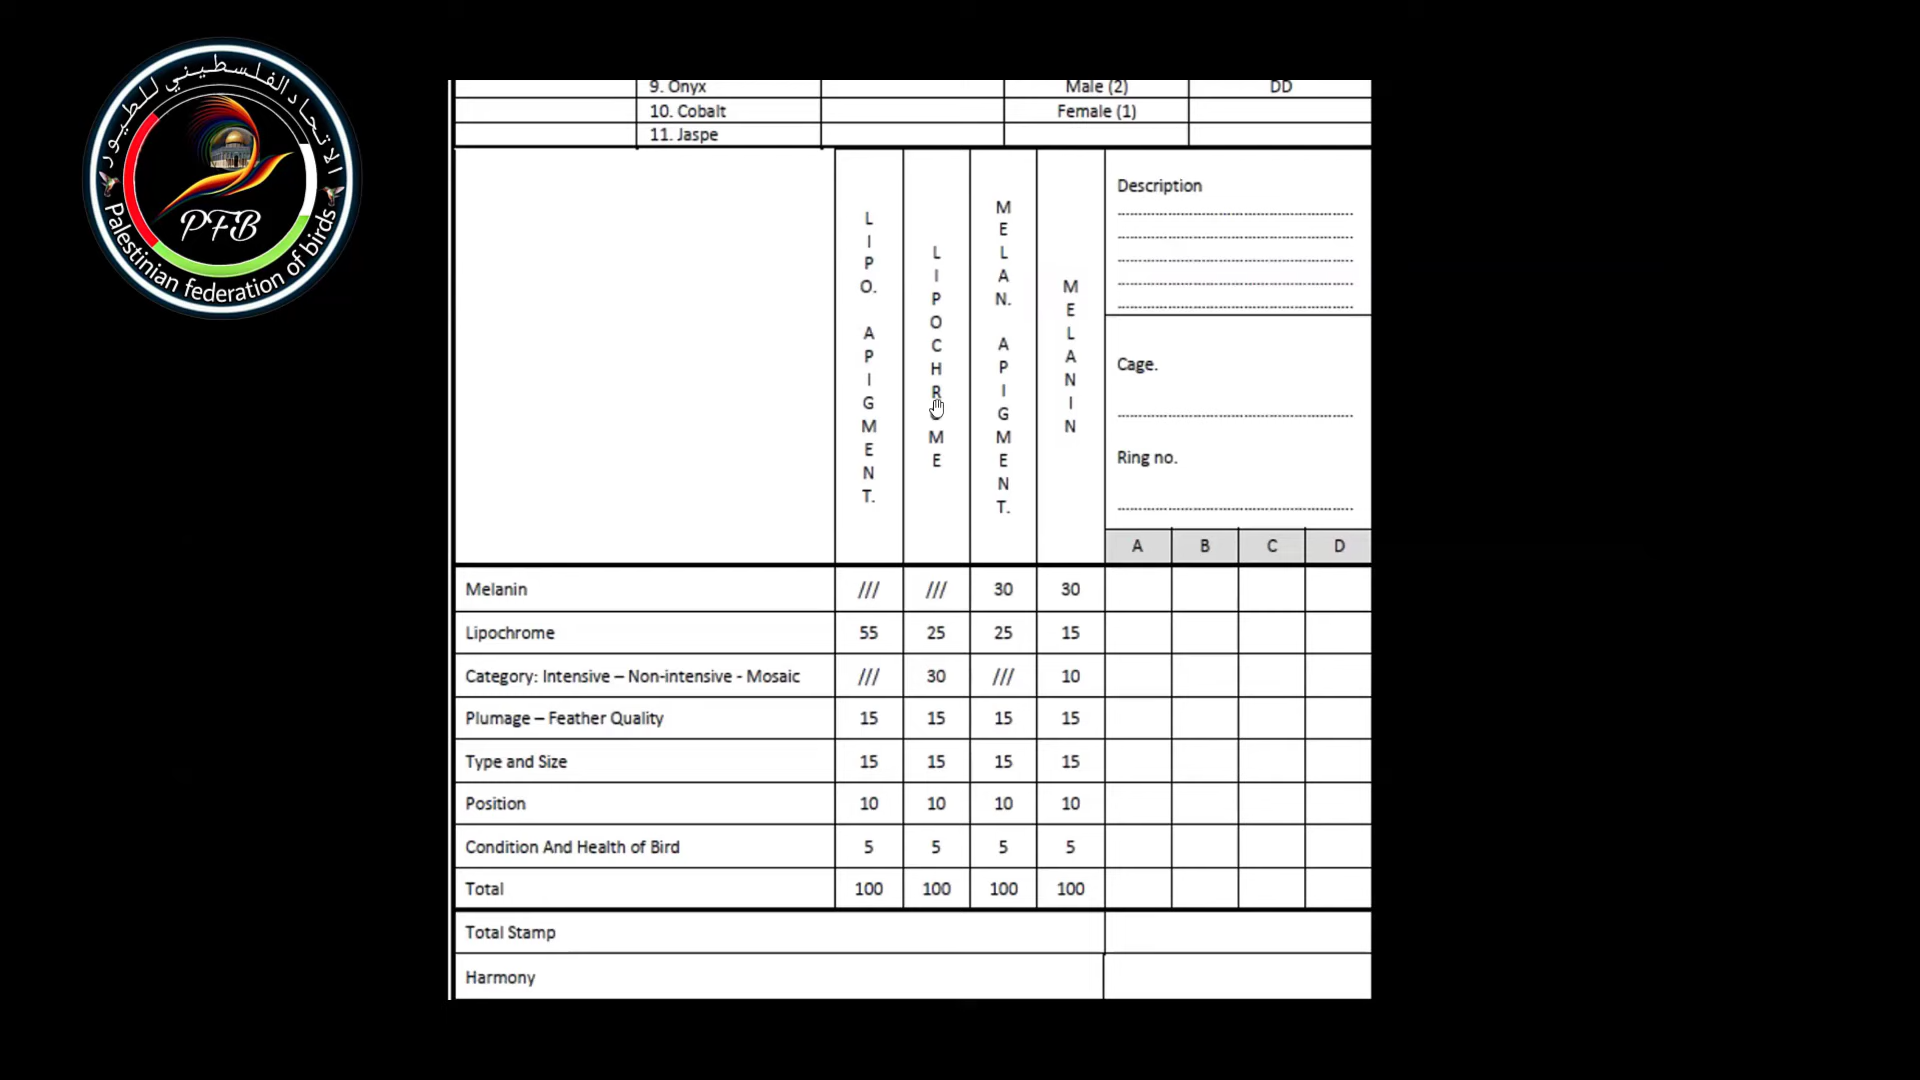 الاتحاد الفلسطيني للطيور
PFB
Palestinian federation of birds
9. Onyx Male (2) DD
10. Cobalt Female (1)
11. Jaspe
LIPO. APIGMENT.
LIPOCHRME
MELAN. APIGMENT.
MELANIN
Description
Cage.
Ring no.
A B C D
Melanin /// /// 30 30
Lipochrome 55 25 25 15
Category: Intensive – Non-intensive - Mosaic /// 30 /// 10
Plumage – Feather Quality 15 15 15 15
Type and Size 15 15 15 15
Position 10 10 10 10
Condition And Health of Bird 5 5 5 5
Total 100 100 100 100
Total Stamp
Harmony